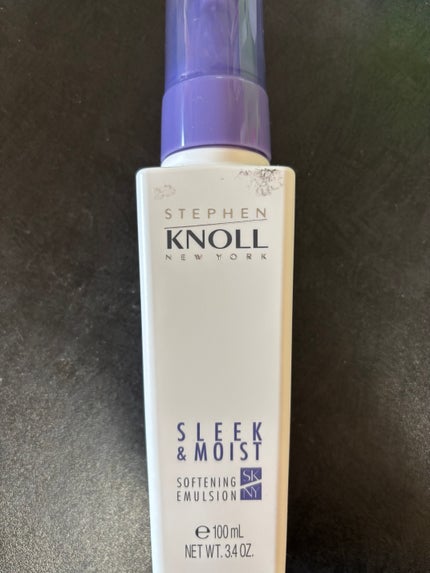 STEPHEN
KNOLL
NEW YORK
SLEEK
& MOIST
SOFTENING
EMULSION
SK
NY
℮ 100 mL
NET WT. 3.4 OZ.